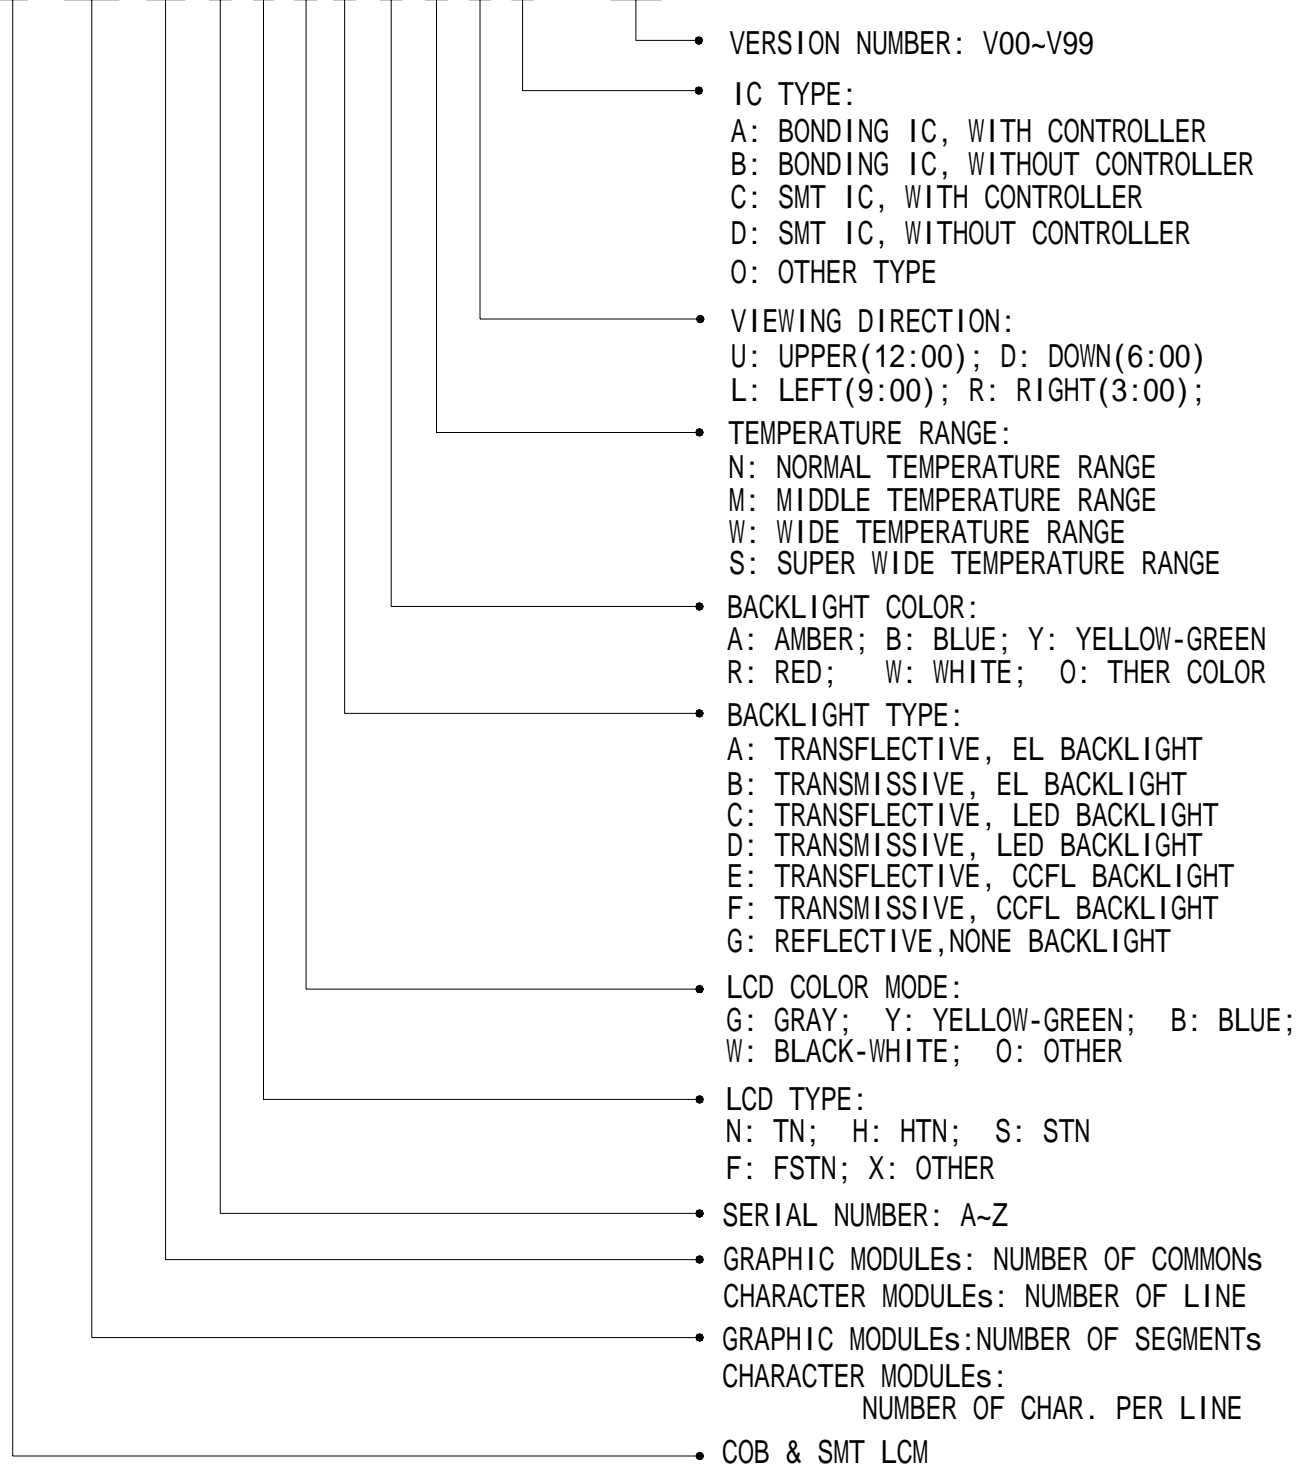 VERSION NUMBER: V00~V99
IC TYPE:
A: BONDING IC, WITH CONTROLLER
B: BONDING IC, WITHOUT CONTROLLER
C: SMT IC, WITH CONTROLLER
D: SMT IC, WITHOUT CONTROLLER
O: OTHER TYPE
VIEWING DIRECTION:
U: UPPER(12:00); D: DOWN(6:00)
L: LEFT(9:00); R: RIGHT(3:00);
TEMPERATURE RANGE:
N: NORMAL TEMPERATURE RANGE
M: MIDDLE TEMPERATURE RANGE
W: WIDE TEMPERATURE RANGE
S: SUPER WIDE TEMPERATURE RANGE
BACKLIGHT COLOR:
A: AMBER; B: BLUE; Y: YELLOW-GREEN
R: RED; W: WHITE; O: THER COLOR
BACKLIGHT TYPE:
A: TRANSFLECTIVE, EL BACKLIGHT
B: TRANSMISSIVE, EL BACKLIGHT
C: TRANSFLECTIVE, LED BACKLIGHT
D: TRANSMISSIVE, LED BACKLIGHT
E: TRANSFLECTIVE, CCFL BACKLIGHT
F: TRANSMISSIVE, CCFL BACKLIGHT
G: REFLECTIVE,NONE BACKLIGHT
LCD COLOR MODE:
G: GRAY; Y: YELLOW-GREEN; B: BLUE;
W: BLACK-WHITE; O: OTHER
LCD TYPE:
N: TN; H: HTN; S: STN
F: FSTN; X: OTHER
SERIAL NUMBER: A~Z
GRAPHIC MODULEs: NUMBER OF COMMONs
CHARACTER MODULEs: NUMBER OF LINE
GRAPHIC MODULEs:NUMBER OF SEGMENTs
CHARACTER MODULEs:
NUMBER OF CHAR. PER LINE
COB & SMT LCM